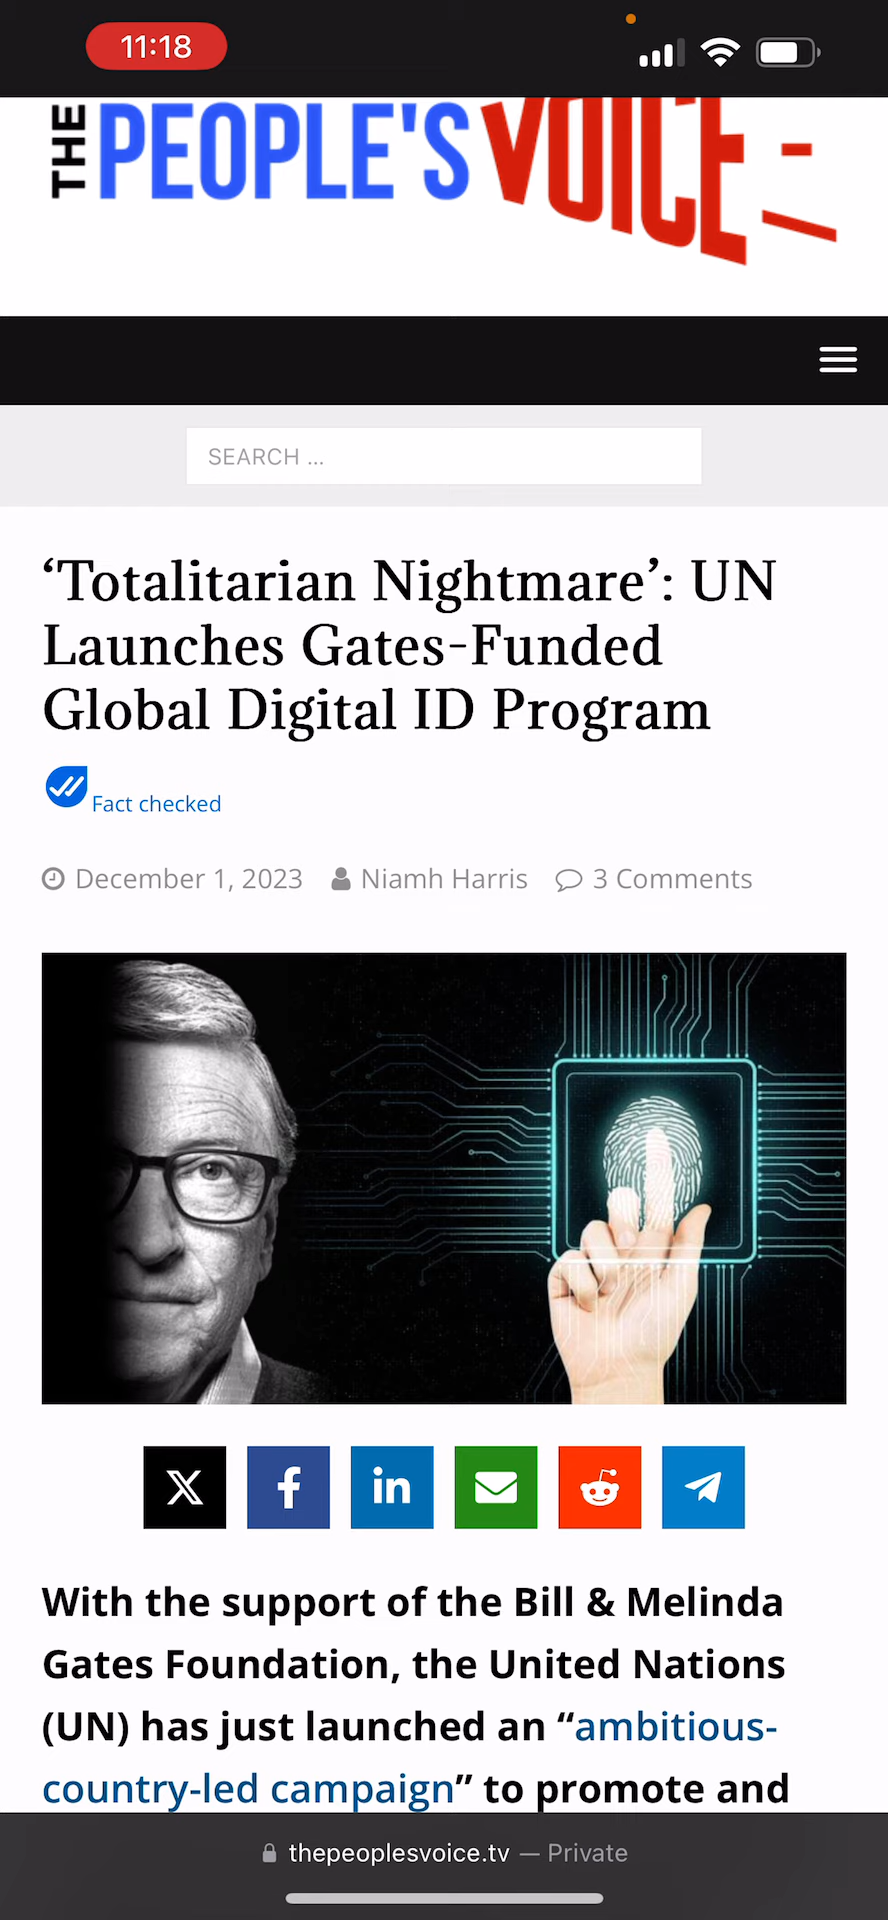 11:18
THE PEOPLE'S VOICE
SEARCH ...
‘Totalitarian Nightmare’: UN
Launches Gates-Funded
Global Digital ID Program
Fact checked
December 1, 2023 Niamh Harris 3 Comments
With the support of the Bill & Melinda
Gates Foundation, the United Nations
(UN) has just launched an “ambitious-
country-led campaign” to promote and
thepeoplesvoice.tv — Private